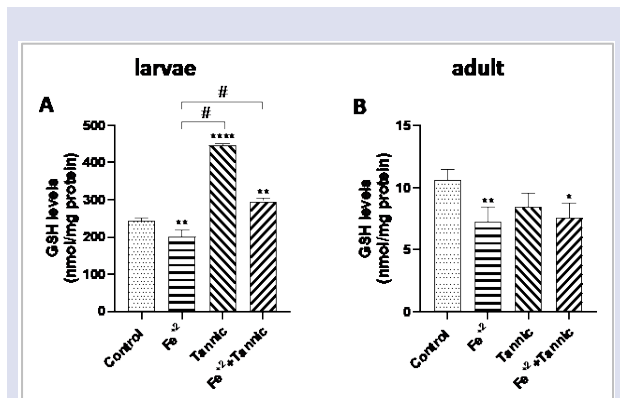 larvae
adult
A
B
#
#
****
**
**
**
*
GSH levels
(nmol/mg protein)
500
400
300
200
100
0
Control
Fe+2
Tannic
Fe+2+Tannic
GSH levels
(nmol/mg protein)
15
10
5
0
Control
Fe+2
Tannic
Fe+2+Tannic